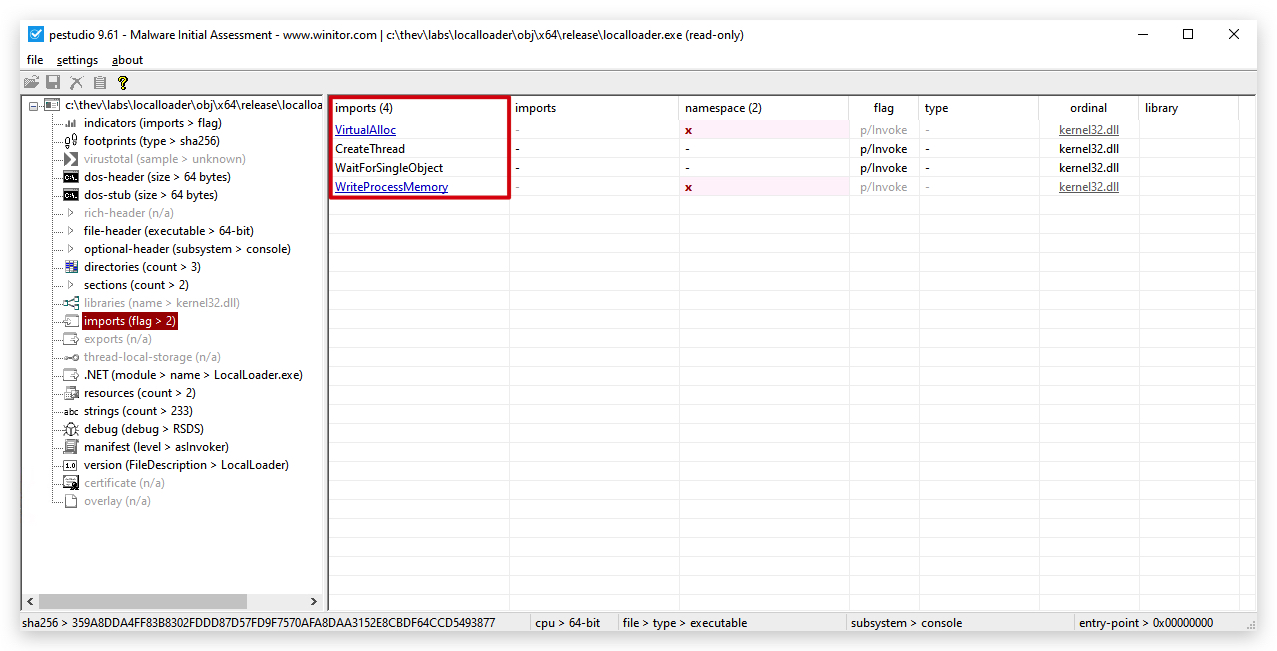 pestudio 9.61 - Malware Initial Assessment - www.winitor.com | c:\thev\labs\localloader\obj\x64\release\localloader.exe (read-only)
file settings about
c:\thev\labs\localloader\obj\x64\release\localloa
indicators (imports > flag)
footprints (type > sha256)
virustotal (sample > unknown)
dos-header (size > 64 bytes)
dos-stub (size > 64 bytes)
rich-header (n/a)
file-header (executable > 64-bit)
optional-header (subsystem > console)
directories (count > 3)
sections (count > 2)
libraries (name > kernel32.dll)
imports (flag > 2)
exports (n/a)
thread-local-storage (n/a)
.NET (module > name > LocalLoader.exe)
resources (count > 2)
abc strings (count > 233)
debug (debug > RSDS)
manifest (level > asInvoker)
1.0 version (FileDescription > LocalLoader)
certificate (n/a)
overlay (n/a)
imports (4) imports namespace (2) flag type ordinal library
VirtualAlloc - x p/Invoke - kernel32.dll
CreateThread - - p/Invoke - kernel32.dll
WaitForSingleObject - - p/Invoke - kernel32.dll
WriteProcessMemory - x p/Invoke - kernel32.dll
sha256 > 359A8DDA4FF83B8302FDDD87D57FD9F7570AFA8DAA3152E8CBDF64CCD5493877 cpu > 64-bit file > type > executable subsystem > console entry-point > 0x00000000